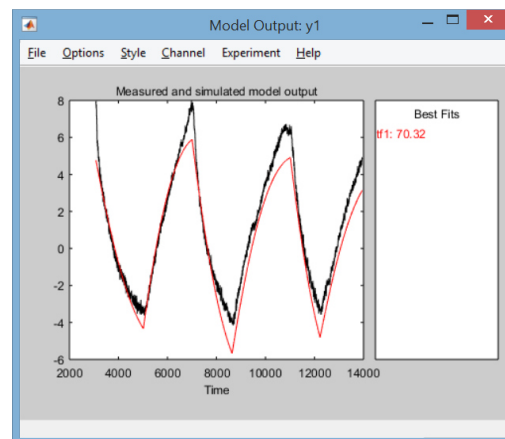 Model Output: y1
File Options Style Channel Experiment Help
Measured and simulated model output
Best Fits
tf1: 70.32
8
6
4
2
0
-2
-4
-6
2000 4000 6000 8000 10000 12000 14000
Time